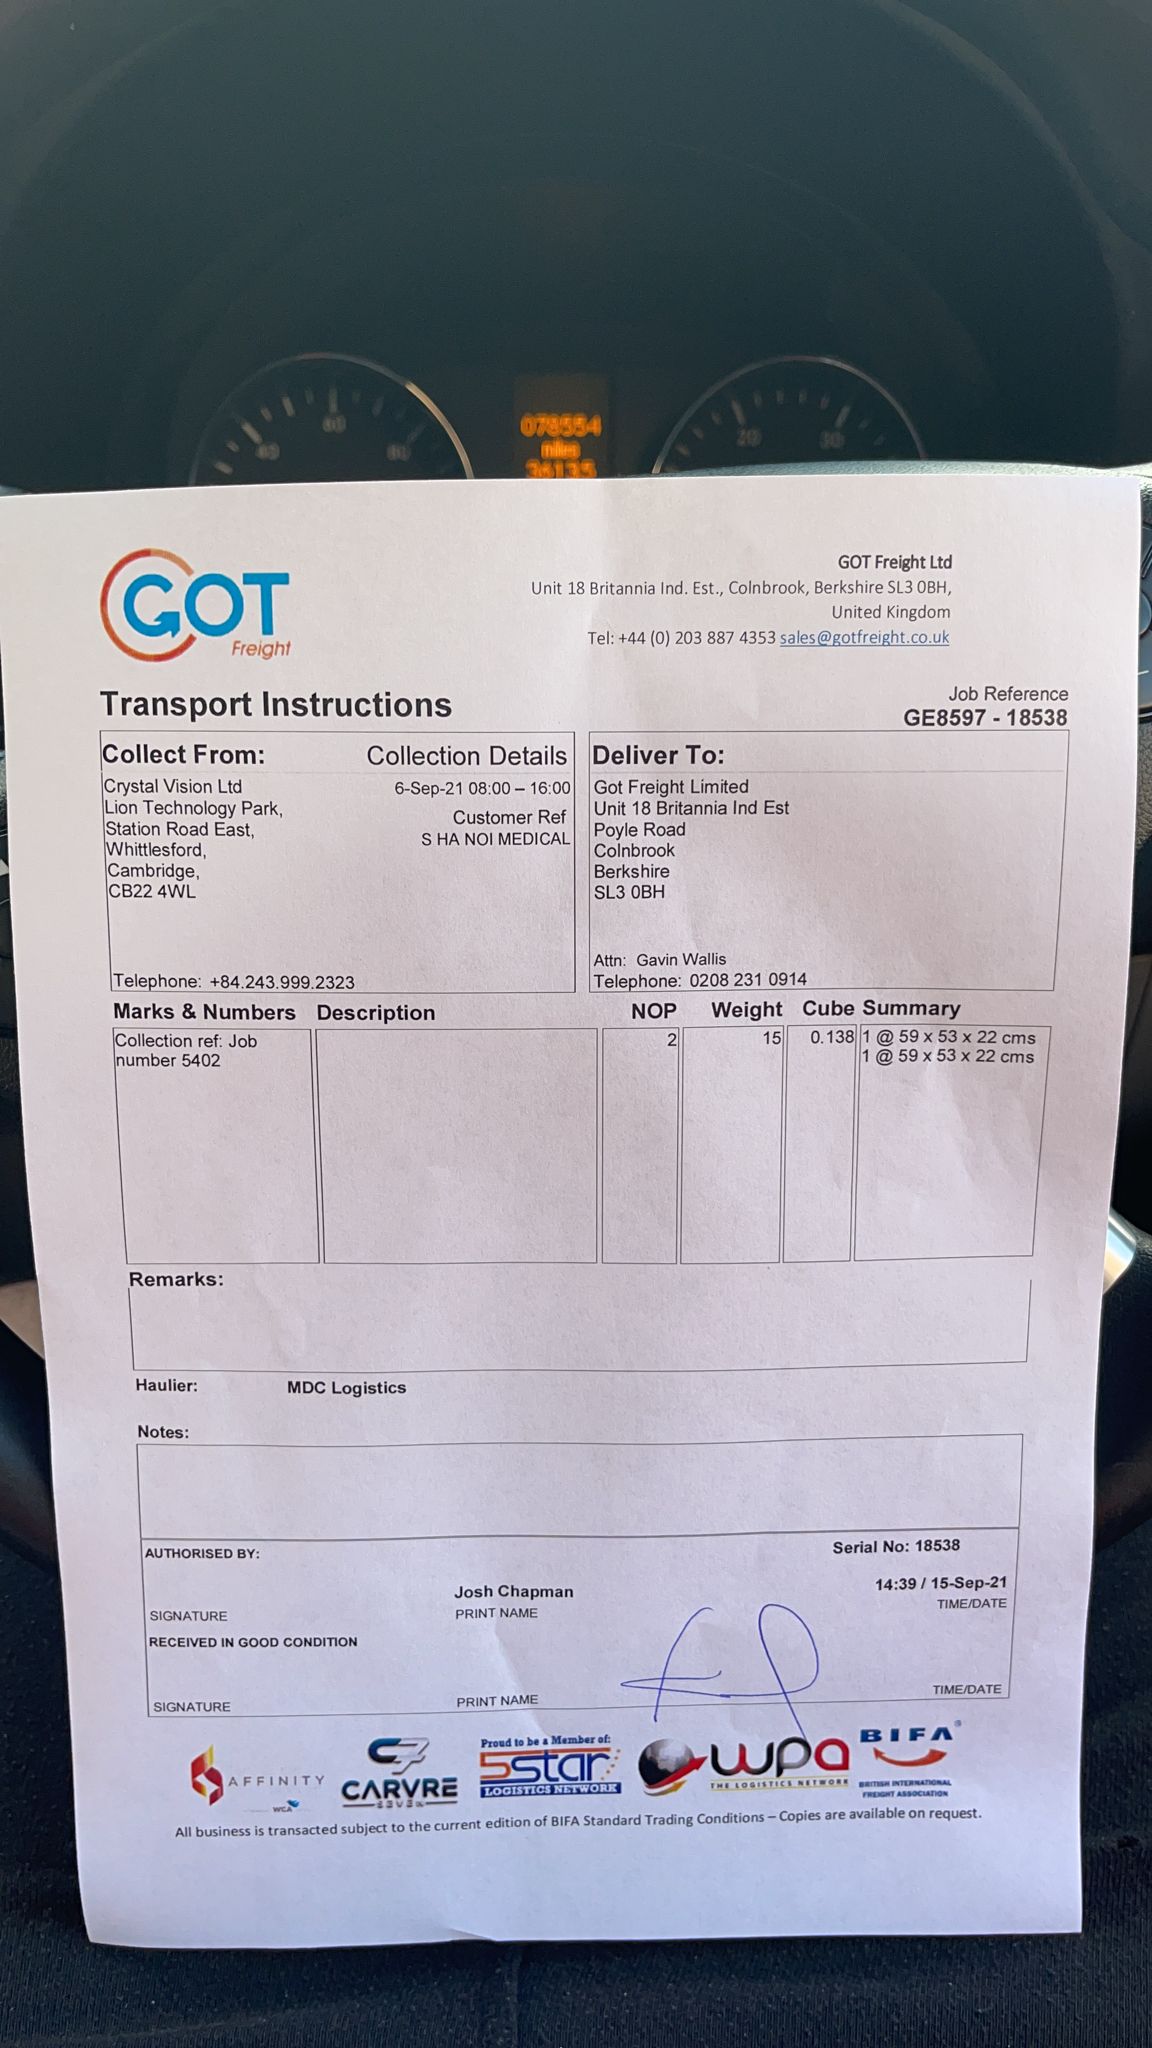 078554
miles
36135
40
60
80
20
30
GOT
Freight
GOT Freight Ltd
Unit 18 Britannia Ind. Est., Colnbrook, Berkshire SL3 0BH,
United Kingdom
Tel: +44 (0) 203 887 4353 sales@gotfreight.co.uk
Transport Instructions
Job Reference
GE8597 - 18538
Collect From:
Collection Details
Crystal Vision Ltd
6-Sep-21 08:00 – 16:00
Lion Technology Park,
Customer Ref
Station Road East,
S HA NOI MEDICAL
Whittlesford,
Cambridge,
CB22 4WL
Telephone: +84.243.999.2323
Deliver To:
Got Freight Limited
Unit 18 Britannia Ind Est
Poyle Road
Colnbrook
Berkshire
SL3 0BH
Attn: Gavin Wallis
Telephone: 0208 231 0914
Marks & Numbers Description NOP Weight Cube Summary
Collection ref: Job 2 15 0.138 1 @ 59 x 53 x 22 cms
number 5402 1 @ 59 x 53 x 22 cms
Remarks:
Haulier: MDC Logistics
Notes:
AUTHORISED BY:
Serial No: 18538
Josh Chapman 14:39 / 15-Sep-21
SIGNATURE PRINT NAME TIME/DATE
RECEIVED IN GOOD CONDITION
SIGNATURE PRINT NAME TIME/DATE
AFFINITY
WCA
C7
CARVRE
SEVEN
Proud to be a Member of:
5star
LOGISTICS NETWORK
wpa
THE LOGISTICS NETWORK
BIFA®
BRITISH INTERNATIONAL
FREIGHT ASSOCIATION
All business is transacted subject to the current edition of BIFA Standard Trading Conditions – Copies are available on request.